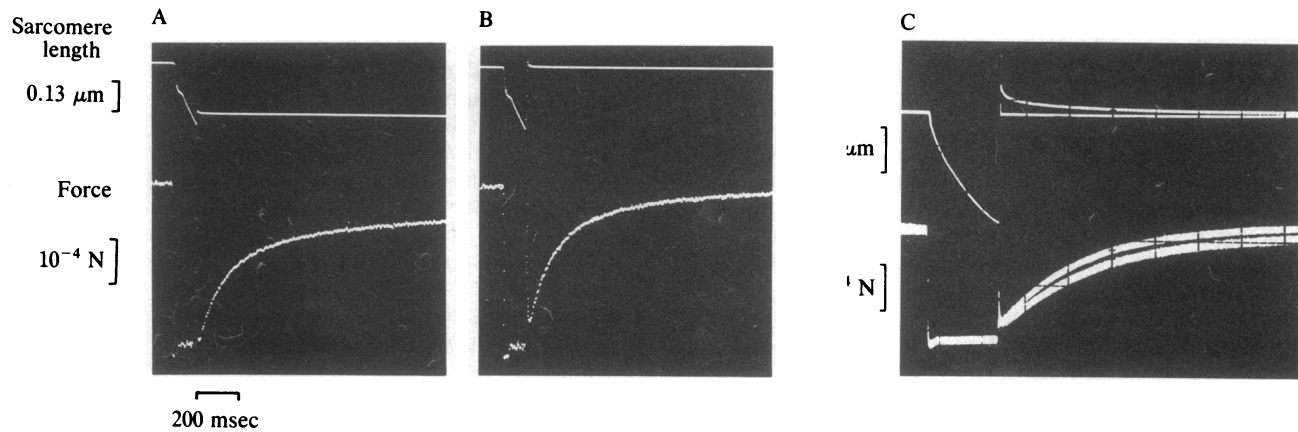 A
B
C
Sarcomere
length
0.13 μm
μm
Force
10⁻⁴ N
N
200 msec